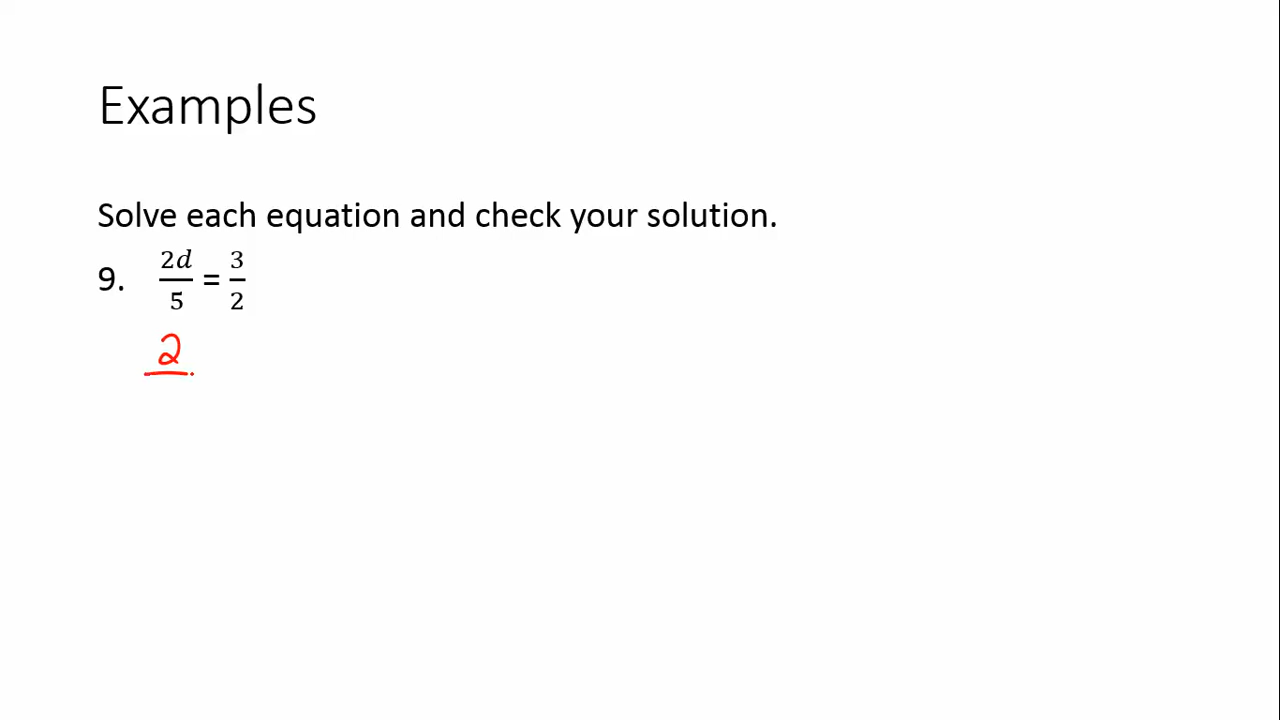 Examples
Solve each equation and check your solution.
9. 2d/5 = 3/2
2